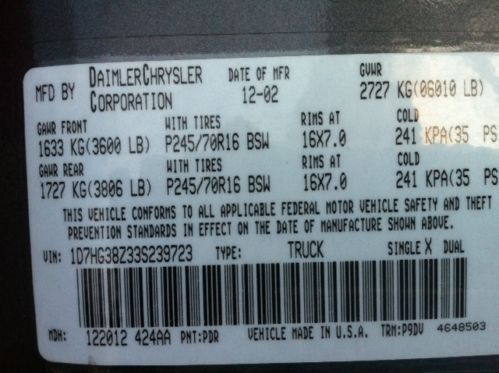 MFD BY DAIMLERCHRYSLER CORPORATION DATE OF MFR 12-02 GVWR 2727 KG(06010 LB)
GAWR FRONT WITH TIRES RIMS AT COLD
1633 KG(3600 LB) P245/70R16 BSW 16X7.0 241 KPA(35 PS
GAWR REAR WITH TIRES RIMS AT COLD
1727 KG(3806 LB) P245/70R16 BSW 16X7.0 241 KPA(35 PS
THIS VEHICLE CONFORMS TO ALL APPLICABLE FEDERAL MOTOR VEHICLE SAFETY AND THEFT
PREVENTION STANDARDS IN EFFECT ON THE DATE OF MANUFACTURE SHOWN ABOVE.
VIN: 1D7HG38Z33S239723 TYPE: TRUCK SINGLE X DUAL
MDH: 122012 424AA PNT:PDR VEHICLE MADE IN U.S.A. TRM:P9DV 4648503